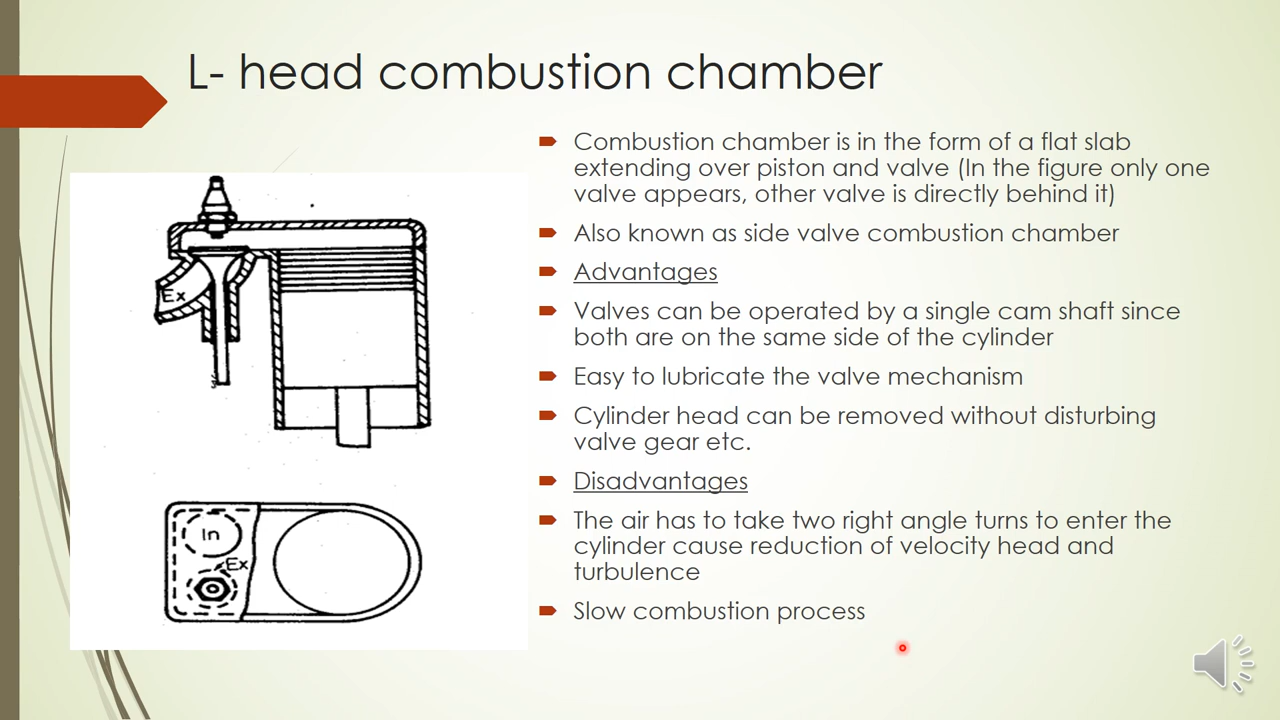 L- head combustion chamber
Combustion chamber is in the form of a flat slab
extending over piston and valve (In the figure only one
valve appears, other valve is directly behind it)
Also known as side valve combustion chamber
Advantages
Valves can be operated by a single cam shaft since
both are on the same side of the cylinder
Easy to lubricate the valve mechanism
Cylinder head can be removed without disturbing
valve gear etc.
Disadvantages
The air has to take two right angle turns to enter the
cylinder cause reduction of velocity head and
turbulence
Slow combustion process
Ex
In
Ex